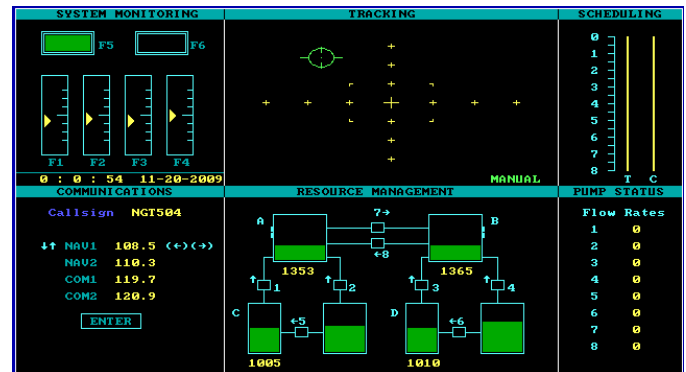 SYSTEM MONITORING
F5 F6
F1 F2 F3 F4
0 : 0 : 54 11-20-2009
TRACKING
MANUAL
SCHEDULING
0
1
2
3
4
5
6
7
8
T C
COMMUNICATIONS
Callsign NGT504
↓↑ NAV1 108.5 (←)(→)
NAV2 110.3
COM1 119.7
COM2 120.9
ENTER
RESOURCE MANAGEMENT
7→
A B
←8
1353 1365
↑1 ↑2 ↑3 ↑4
C ←5 D ←6
1005 1010
PUMP STATUS
Flow Rates
1 0
2 0
3 0
4 0
5 0
6 0
7 0
8 0